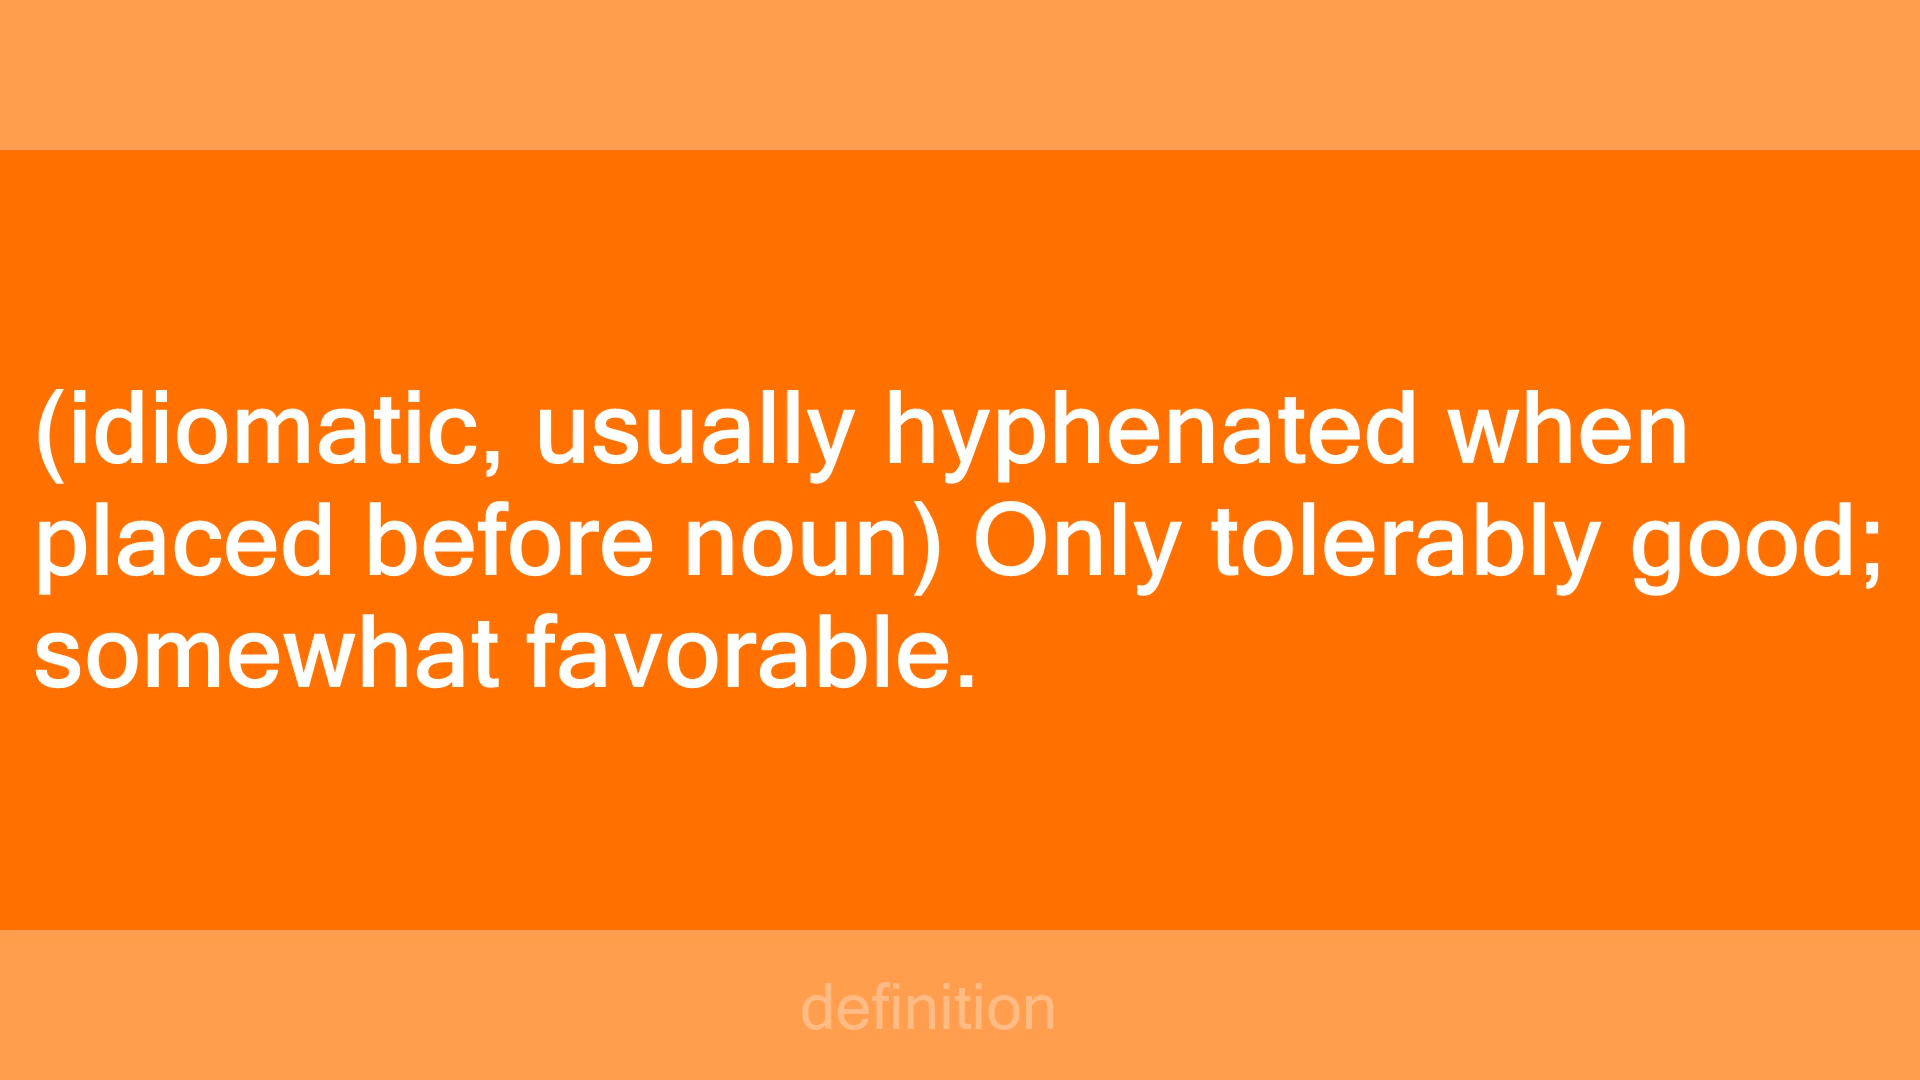 (idiomatic, usually hyphenated when
placed before noun) Only tolerably good;
somewhat favorable.
definition